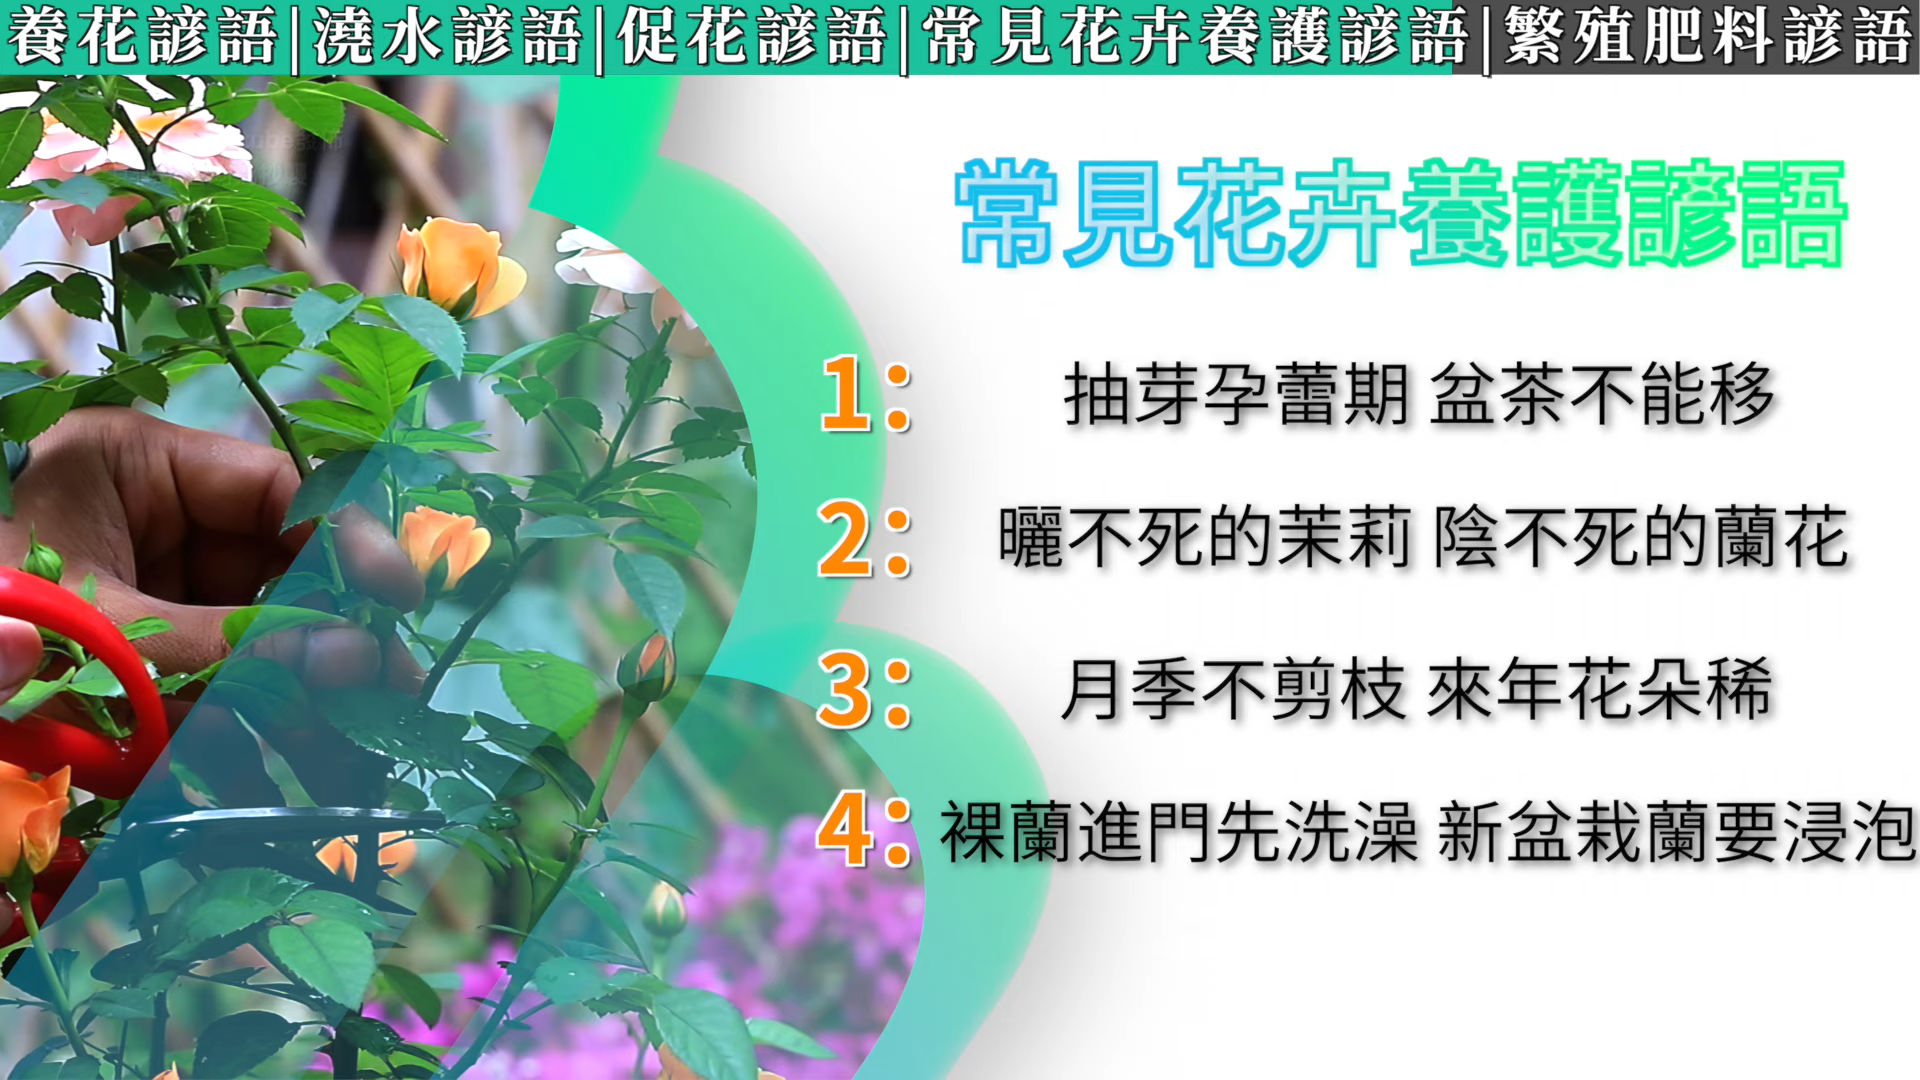 養花諺語|澆水諺語|促花諺語|常見花卉養護諺語|繁殖肥料諺語
常見花卉養護諺語
1： 抽芽孕蕾期 盆茶不能移
2： 曬不死的茉莉 陰不死的蘭花
3： 月季不剪枝 來年花朵稀
4： 裸蘭進門先洗澡 新盆栽蘭要浸泡